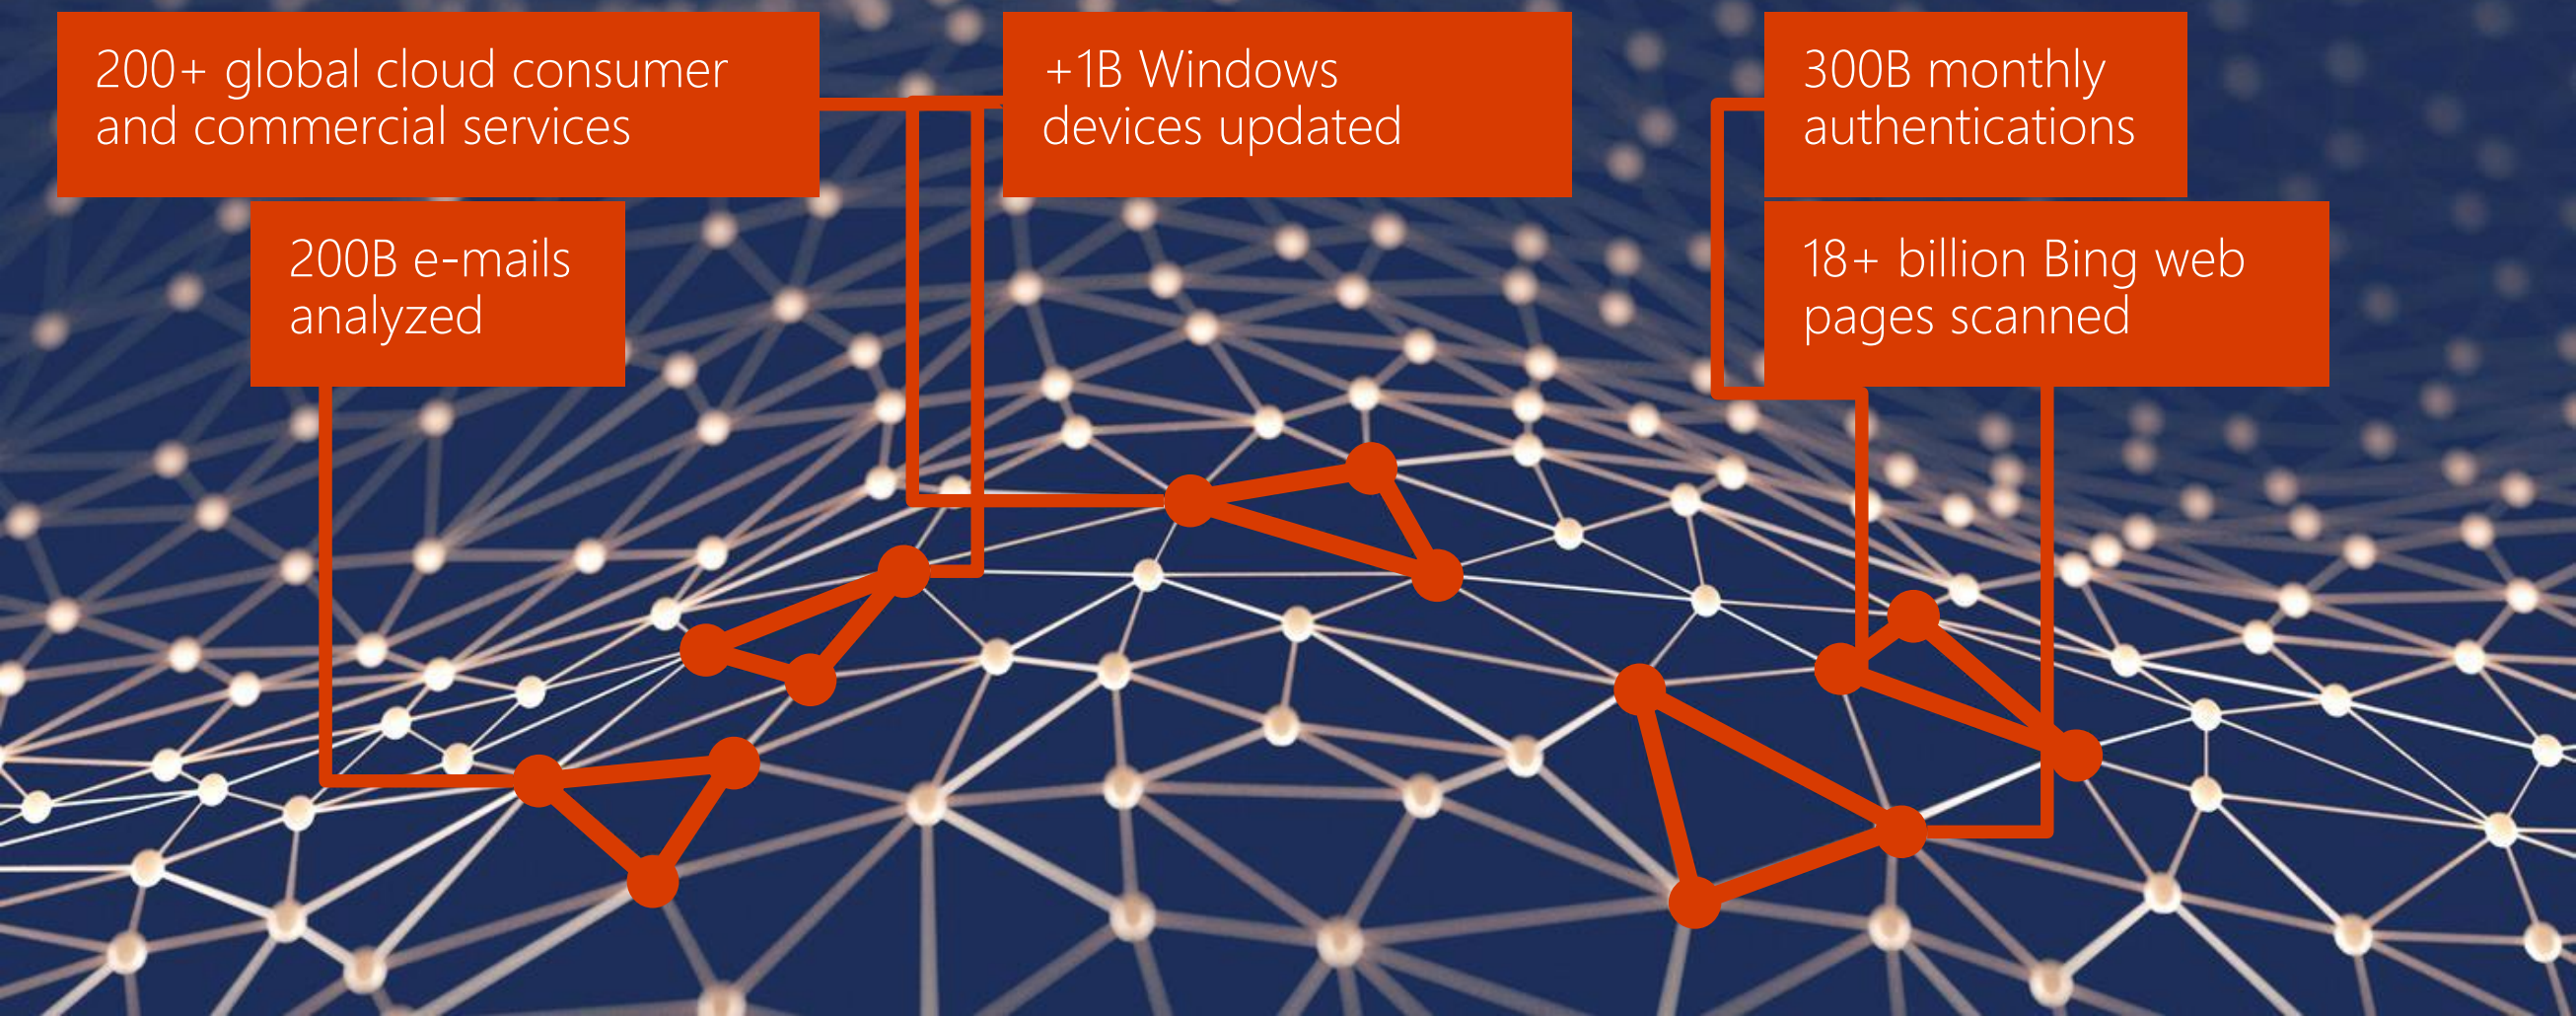 200+ global cloud consumer
and commercial services
+1B Windows
devices updated
300B monthly
authentications
200B e-mails
analyzed
18+ billion Bing web
pages scanned